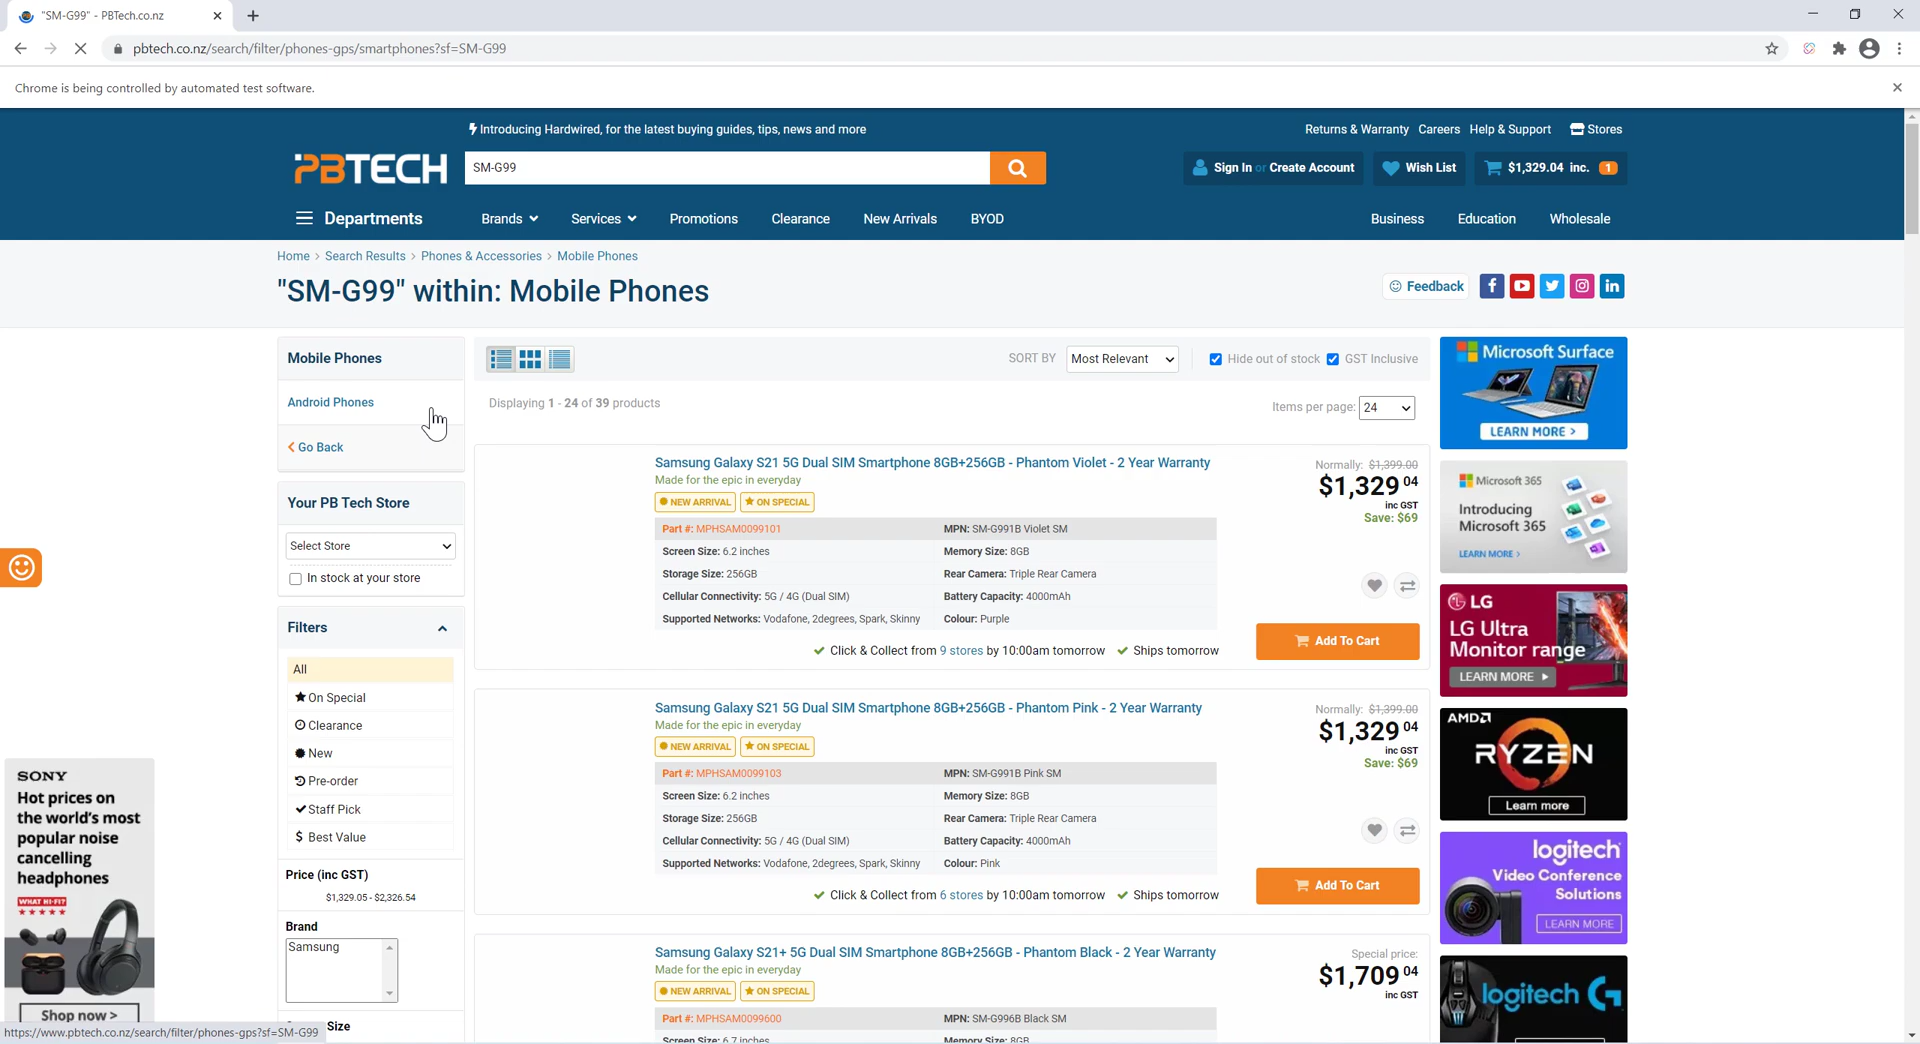 "SM-G99" - PBTech.co.nz
pbtech.co.nz/search/filter/phones-gps/smartphones?sf=SM-G99
Chrome is being controlled by automated test software.
Introducing Hardwired, for the latest buying guides, tips, news and more
Returns & Warranty Careers Help & Support Stores
PBTECH
SM-G99
Sign In or Create Account
Wish List
$1,329.04 inc. 1
Departments
Brands Services Promotions Clearance New Arrivals BYOD
Business Education Wholesale
Home > Search Results > Phones & Accessories > Mobile Phones
"SM-G99" within: Mobile Phones
Feedback
Mobile Phones
Android Phones
Go Back
Your PB Tech Store
Select Store
In stock at your store
Filters
All
On Special
Clearance
New
Pre-order
Staff Pick
$ Best Value
Price (inc GST)
$1,329.05 - $2,326.54
Brand
Samsung
Size
SORT BY Most Relevant Hide out of stock GST Inclusive
Displaying 1 - 24 of 39 products
Items per page: 24
Samsung Galaxy S21 5G Dual SIM Smartphone 8GB+256GB - Phantom Violet - 2 Year Warranty
Made for the epic in everyday
NEW ARRIVAL ON SPECIAL
Part #: MPHSAM0099101 MPN: SM-G991B Violet SM
Screen Size: 6.2 inches Memory Size: 8GB
Storage Size: 256GB Rear Camera: Triple Rear Camera
Cellular Connectivity: 5G / 4G (Dual SIM) Battery Capacity: 4000mAh
Supported Networks: Vodafone, 2degrees, Spark, Skinny Colour: Purple
Click & Collect from 9 stores by 10:00am tomorrow Ships tomorrow
Normally: $1,399.00
$1,329 04
inc GST
Save: $69
Add To Cart
Samsung Galaxy S21 5G Dual SIM Smartphone 8GB+256GB - Phantom Pink - 2 Year Warranty
Made for the epic in everyday
NEW ARRIVAL ON SPECIAL
Part #: MPHSAM0099103 MPN: SM-G991B Pink SM
Screen Size: 6.2 inches Memory Size: 8GB
Storage Size: 256GB Rear Camera: Triple Rear Camera
Cellular Connectivity: 5G / 4G (Dual SIM) Battery Capacity: 4000mAh
Supported Networks: Vodafone, 2degrees, Spark, Skinny Colour: Pink
Click & Collect from 6 stores by 10:00am tomorrow Ships tomorrow
Normally: $1,399.00
$1,329 04
inc GST
Save: $69
Add To Cart
Samsung Galaxy S21+ 5G Dual SIM Smartphone 8GB+256GB - Phantom Black - 2 Year Warranty
Made for the epic in everyday
NEW ARRIVAL ON SPECIAL
Part #: MPHSAM0099600 MPN: SM-G996B Black SM
Screen Size: 6.7 inches Memory Size: 8GB
Special price:
$1,709 04
inc GST
Microsoft Surface
LEARN MORE >
Microsoft 365
Introducing
Microsoft 365
LEARN MORE >
LG
LG Ultra
Monitor range
LEARN MORE
AMD
RYZEN
Learn more
logitech
Video Conference
Solutions
LEARN MORE
logitech G
SONY
Hot prices on
the world's most
popular noise
cancelling
headphones
WHAT HI-FI?
Shop now >
https://www.pbtech.co.nz/search/filter/phones-gps?sf=SM-G99